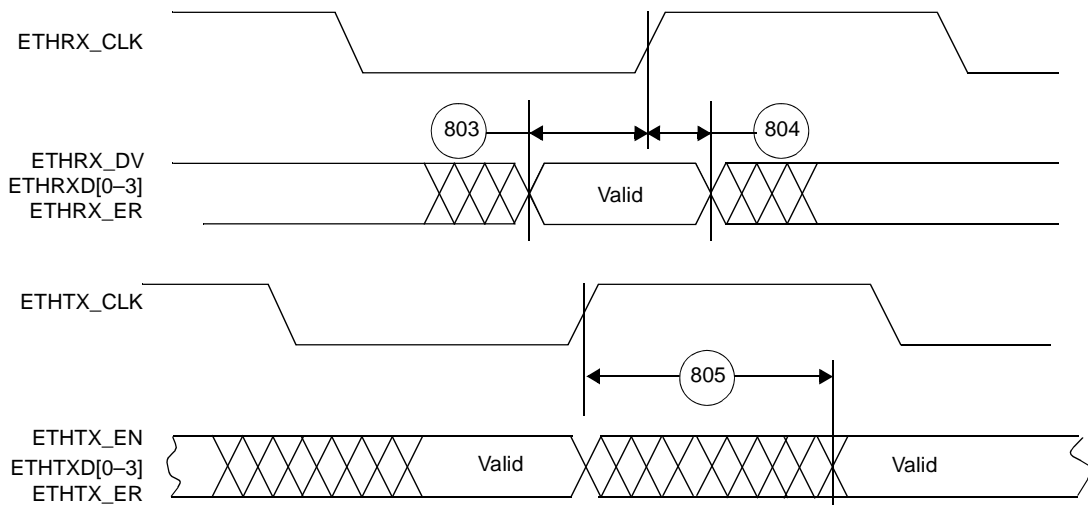 ETHRX_CLK
803
804
ETHRX_DV
ETHRXD[0–3]
ETHRX_ER
Valid
ETHTX_CLK
805
ETHTX_EN
ETHTXD[0–3]
ETHTX_ER
Valid
Valid